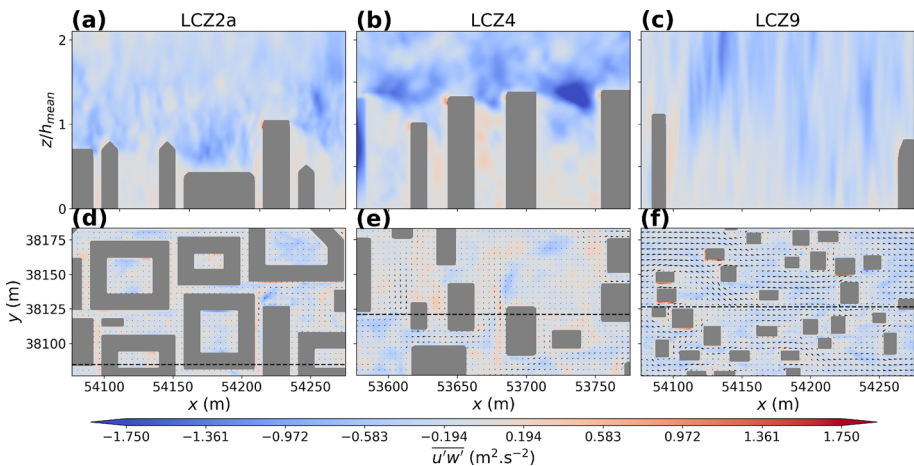 (a) LCZ2a (b) LCZ4 (c) LCZ9
2
1
0
z/h_mean
(d) (e) (f)
38175
38150
38125
38100
y (m)
54100 54150 54200 54250 53600 53650 53700 53750 54100 54150 54200 54250
x (m) x (m) x (m)
−1.750 −1.361 −0.972 −0.583 −0.194 0.194 0.583 0.972 1.361 1.750
u'w' (m².s⁻²)